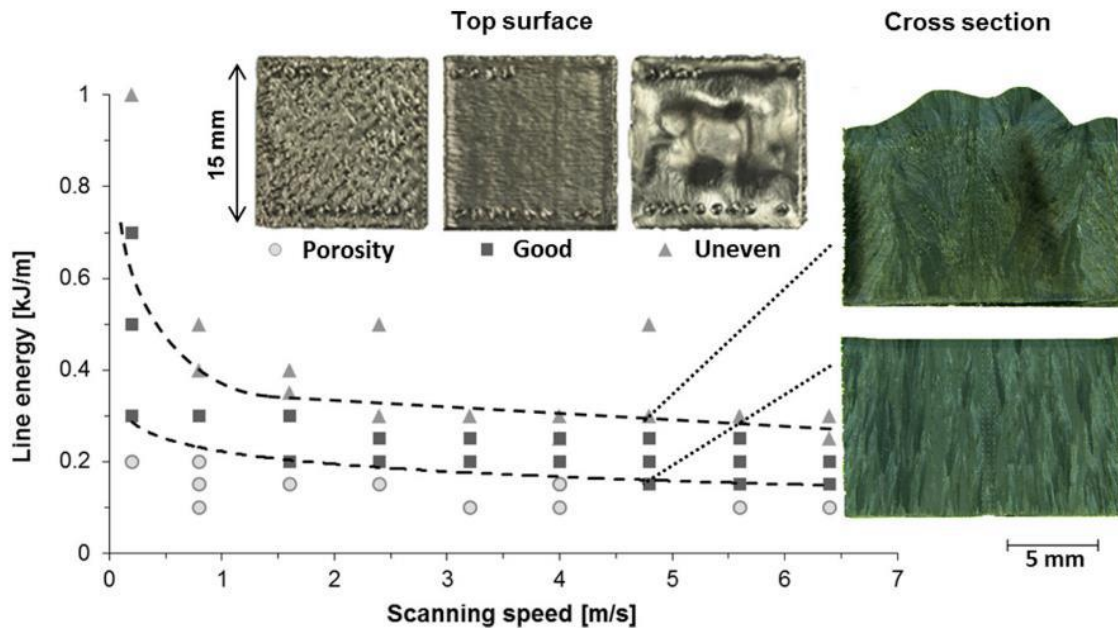 Top surface
Cross section
15 mm
Porosity
Good
Uneven
Line energy [kJ/m]
1
0.8
0.6
0.4
0.2
0
0 1 2 3 4 5 6 7
Scanning speed [m/s]
5 mm